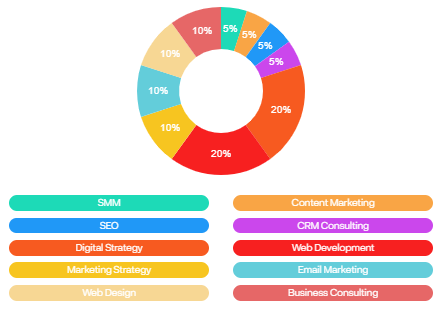 5%
5%
5%
5%
20%
20%
10%
10%
10%
10%
SMM
Content Marketing
SEO
CRM Consulting
Digital Strategy
Web Development
Marketing Strategy
Email Marketing
Web Design
Business Consulting